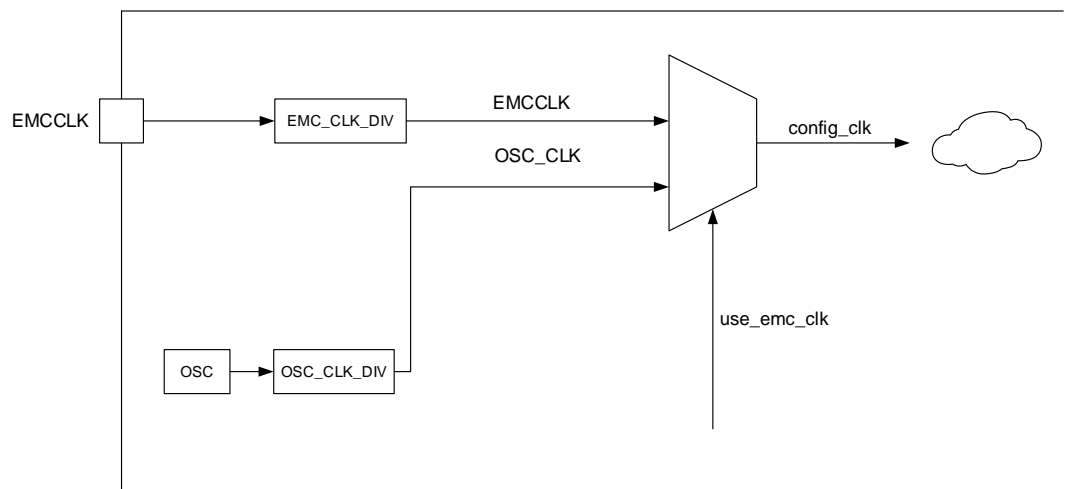 EMCCLK
EMC_CLK_DIV
EMCCLK
OSC_CLK
config_clk
use_emc_clk
OSC
OSC_CLK_DIV